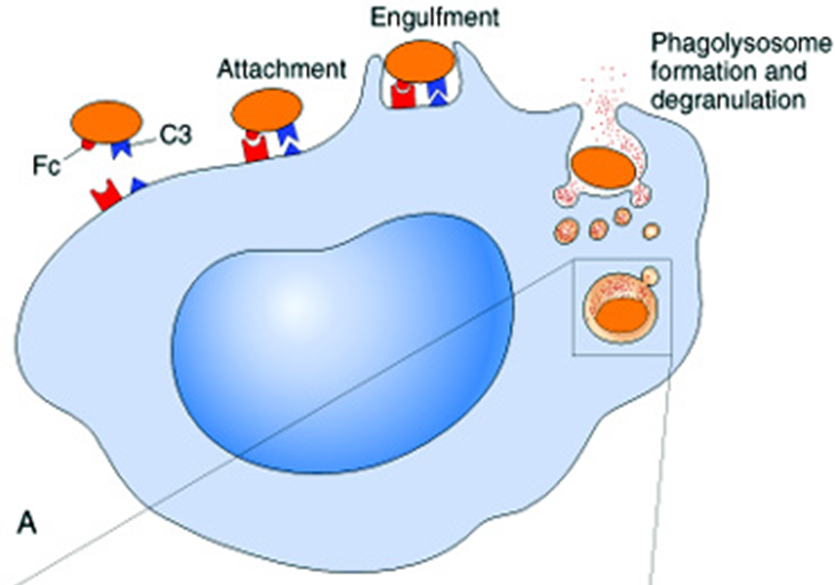 Engulfment
Attachment
Phagolysosome
formation and
degranulation
C3
Fc
A